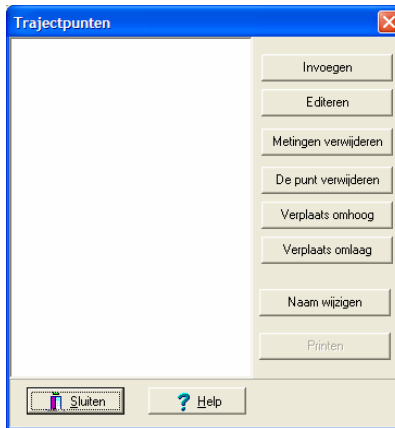 Trajectpunten
Invoegen
Editeren
Metingen verwijderen
De punt verwijderen
Verplaats omhoog
Verplaats omlaag
Naam wijzigen
Printen
Sluiten
? Help